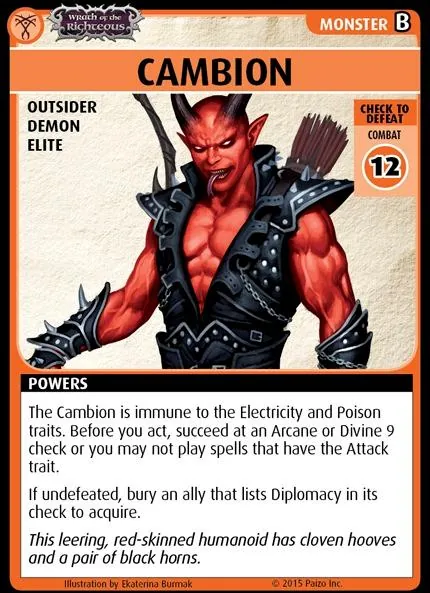 Wrath of the
Righteous
MONSTER B
CAMBION
OUTSIDER
DEMON
ELITE
CHECK TO
DEFEAT
COMBAT
12
POWERS
The Cambion is immune to the Electricity and Poison
traits. Before you act, succeed at an Arcane or Divine 9
check or you may not play spells that have the Attack
trait.
If undefeated, bury an ally that lists Diplomacy in its
check to acquire.
This leering, red-skinned humanoid has cloven hooves
and a pair of black horns.
Illustration by Ekaterina Burmak © 2015 Paizo Inc.